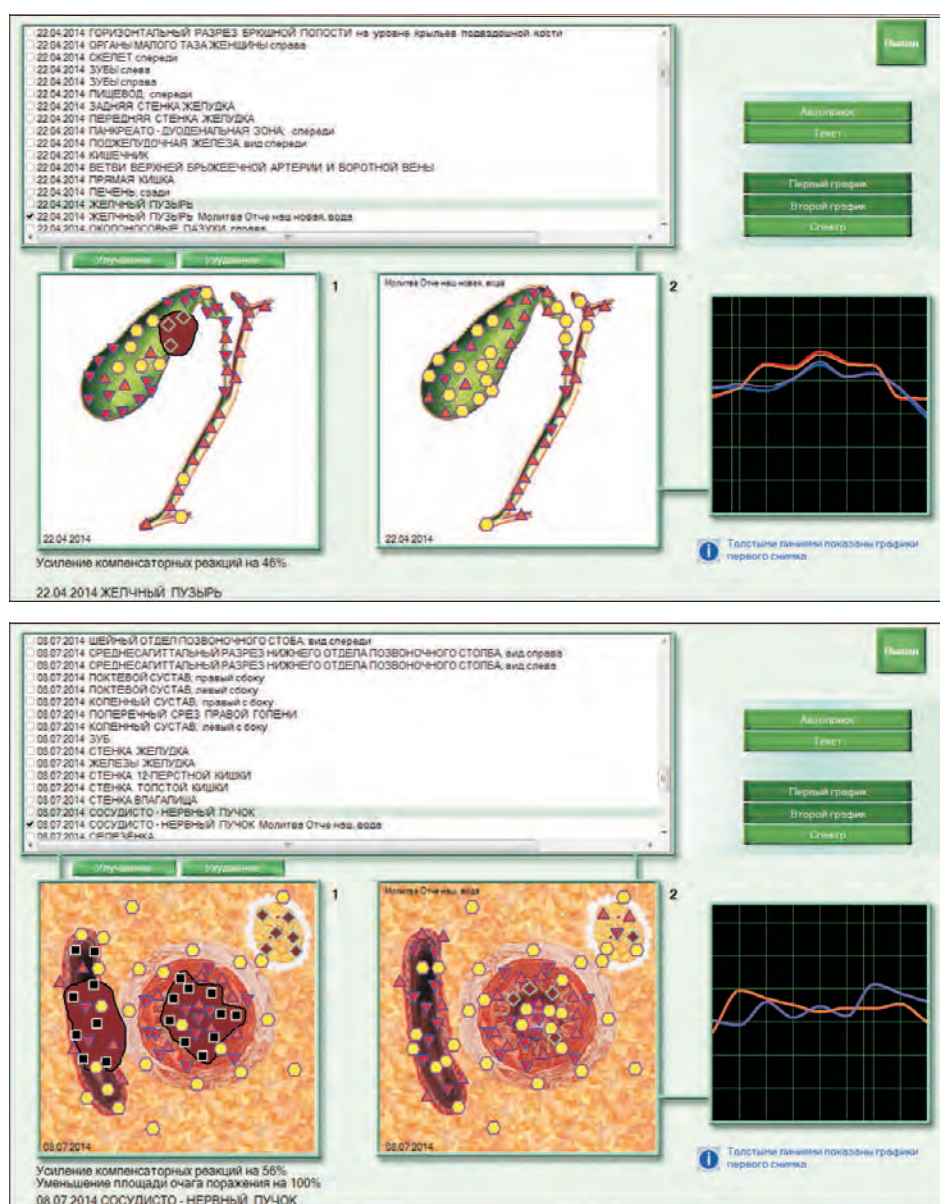 22.04.2014 ГОРИЗОНТАЛЬНЫЙ РАЗРЕЗ БРЮШНОЙ ПОЛОСТИ на уровне крыльев подвздошной кости
22.04.2014 ОРГАНЫ МАЛОГО ТАЗА ЖЕНЩИНЫ справа
22.04.2014 СКЕЛЕТ спереди
22.04.2014 ЗУБЫ слева
22.04.2014 ЗУБЫ справа
22.04.2014 ПИЩЕВОД, спереди
22.04.2014 ЗАДНЯЯ СТЕНКА ЖЕЛУДКА
22.04.2014 ПЕРЕДНЯЯ СТЕНКА ЖЕЛУДКА
22.04.2014 ПАНКРЕАТО - ДУОДЕНАЛЬНАЯ ЗОНА; спереди
22.04.2014 ПОДЖЕЛУДОЧНАЯ ЖЕЛЕЗА; вид спереди
22.04.2014 КИШЕЧНИК
22.04.2014 ВЕТВИ ВЕРХНЕЙ БРЫЖЕЕЧНОЙ АРТЕРИИ И ВОРОТНОЙ ВЕНЫ
22.04.2014 ПРЯМАЯ КИШКА
22.04.2014 ПЕЧЕНЬ; сзади
22.04.2014 ЖЕЛЧНЫЙ ПУЗЫРЬ
22.04.2014 ЖЕЛЧНЫЙ ПУЗЫРЬ Молитва Отче наш новая, вода
22.04.2014 ОКОЛОНОСОВЫЕ ПАЗУХИ, справа
Выход
Автопоиск
Текст
Первый график
Второй график
Спектр
Улучшение
Ухудшение
1
Молитва Отче наш новая, вода
2
22.04.2014
22.04.2014
Толстыми линиями показаны графики
первого снимка
Усиление компенсаторных реакций на 46%
22.04.2014 ЖЕЛЧНЫЙ ПУЗЫРЬ
08.07.2014 ШЕЙНЫЙ ОТДЕЛ ПОЗВОНОЧНОГО СТОБА, вид спереди
08.07.2014 СРЕДНЕСАГИТТАЛЬНЫЙ РАЗРЕЗ НИЖНЕГО ОТДЕЛА ПОЗВОНОЧНОГО СТОЛБА, вид справа
08.07.2014 СРЕДНЕСАГИТТАЛЬНЫЙ РАЗРЕЗ НИЖНЕГО ОТДЕЛА ПОЗВОНОЧНОГО СТОЛБА, вид слева
08.07.2014 ЛОКТЕВОЙ СУСТАВ, правый сбоку
08.07.2014 ЛОКТЕВОЙ СУСТАВ, левый сбоку
08.07.2014 КОЛЕННЫЙ СУСТАВ, правый с боку
08.07.2014 ПОПЕРЕЧНЫЙ СРЕЗ ПРАВОЙ ГОЛЕНИ
08.07.2014 КОЛЕННЫЙ СУСТАВ, левый с боку
08.07.2014 ЗУБ
08.07.2014 СТЕНКА ЖЕЛУДКА
08.07.2014 ЖЕЛЕЗЫ ЖЕЛУДКА
08.07.2014 СТЕНКА 12-ПЕРСТНОЙ КИШКИ
08.07.2014 СТЕНКА ТОЛСТОЙ КИШКИ
08.07.2014 СТЕНКА ВЛАГАЛИЩА
08.07.2014 СОСУДИСТО - НЕРВНЫЙ ПУЧОК
08.07.2014 СОСУДИСТО - НЕРВНЫЙ ПУЧОК Молитва Отче наш, вода
08.07.2014 СЕЛЕЗЁНКА
Выход
Автопоиск
Текст
Первый график
Второй график
Спектр
Улучшение
Ухудшение
1
Молитва Отче наш, вода
2
08.07.2014
08.07.2014
Толстыми линиями показаны графики
первого снимка
Усиление компенсаторных реакций на 56%
Уменьшение площади очага поражения на 100%
08.07.2014 СОСУДИСТО - НЕРВНЫЙ ПУЧОК